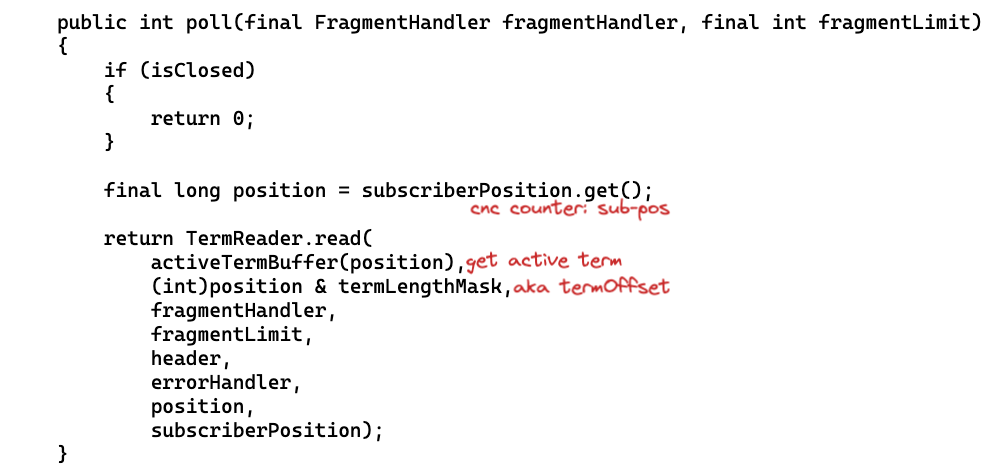 public int poll(final FragmentHandler fragmentHandler, final int fragmentLimit)
{
if (isClosed)
{
return 0;
}
final long position = subscriberPosition.get();
cnc counter: sub-pos
return TermReader.read(
activeTermBuffer(position), get active term
(int)position & termLengthMask, aka termOffset
fragmentHandler,
fragmentLimit,
header,
errorHandler,
position,
subscriberPosition);
}